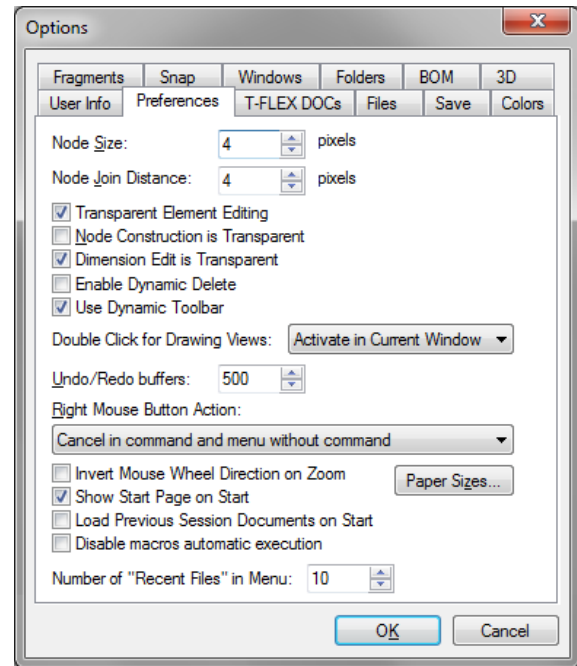 Options
Fragments Snap Windows Folders BOM 3D
User Info Preferences T-FLEX DOCs Files Save Colors
Node Size: 4 pixels
Node Join Distance: 4 pixels
Transparent Element Editing
Node Construction is Transparent
Dimension Edit is Transparent
Enable Dynamic Delete
Use Dynamic Toolbar
Double Click for Drawing Views: Activate in Current Window
Undo/Redo buffers: 500
Right Mouse Button Action:
Cancel in command and menu without command
Invert Mouse Wheel Direction on Zoom
Paper Sizes...
Show Start Page on Start
Load Previous Session Documents on Start
Disable macros automatic execution
Number of "Recent Files" in Menu: 10
OK Cancel